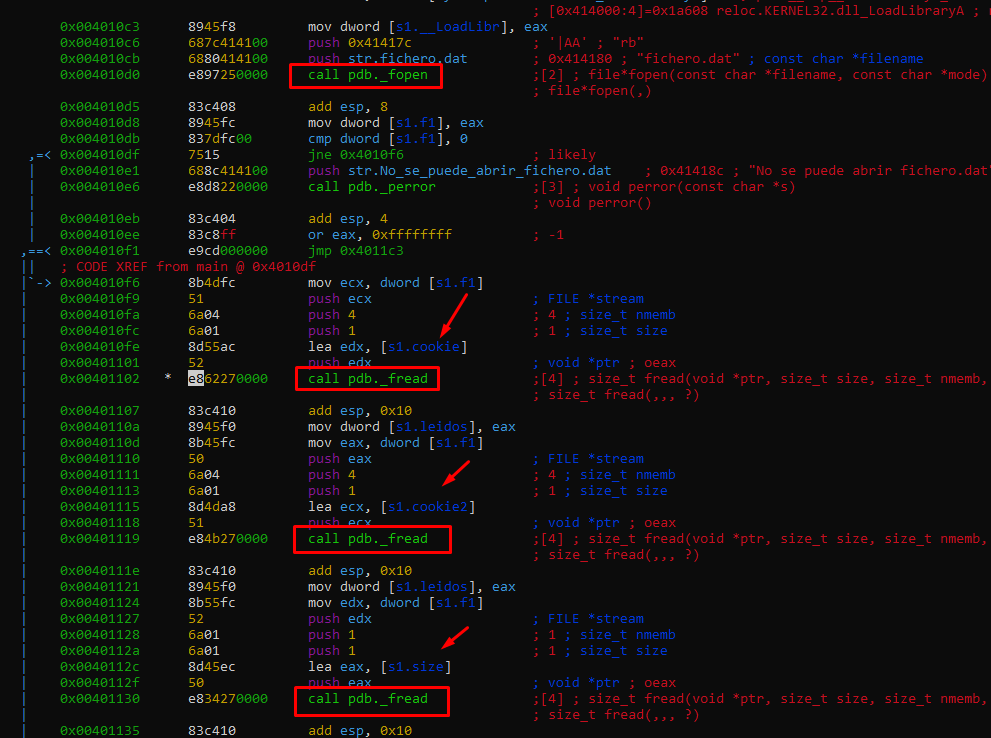 ; [0x414000:4]=0x1a608 reloc.KERNEL32.dll_LoadLibraryA ;
0x004010c3 8945f8 mov dword [s1.__LoadLibr], eax
0x004010c6 687c414100 push 0x41417c ; '|AA' ; "rb"
0x004010cb 6880414100 push str.fichero.dat ; 0x414180 ; "fichero.dat" ; const char *filename
0x004010d0 e897250000 call pdb._fopen ;[2] ; file*fopen(const char *filename, const char *mode)
; file*fopen(,)
0x004010d5 83c408 add esp, 8
0x004010d8 8945fc mov dword [s1.f1], eax
0x004010db 837dfc00 cmp dword [s1.f1], 0
,=< 0x004010df 7515 jne 0x4010f6 ; likely
| 0x004010e1 688c414100 push str.No_se_puede_abrir_fichero.dat ; 0x41418c ; "No se puede abrir fichero.dat"
| 0x004010e6 e8d8220000 call pdb._perror ;[3] ; void perror(const char *s)
| ; void perror()
| 0x004010eb 83c404 add esp, 4
| 0x004010ee 83c8ff or eax, 0xffffffff ; -1
,==< 0x004010f1 e9cd000000 jmp 0x4011c3
|| ; CODE XREF from main @ 0x4010df
|`-> 0x004010f6 8b4dfc mov ecx, dword [s1.f1]
| 0x004010f9 51 push ecx ; FILE *stream
| 0x004010fa 6a04 push 4 ; 4 ; size_t nmemb
| 0x004010fc 6a01 push 1 ; 1 ; size_t size
| 0x004010fe 8d55ac lea edx, [s1.cookie]
| 0x00401101 52 push edx ; void *ptr ; oeax
| 0x00401102 * e862270000 call pdb._fread ;[4] ; size_t fread(void *ptr, size_t size, size_t nmemb,
| ; size_t fread(,,, ?)
| 0x00401107 83c410 add esp, 0x10
| 0x0040110a 8945f0 mov dword [s1.leidos], eax
| 0x0040110d 8b45fc mov eax, dword [s1.f1]
| 0x00401110 50 push eax ; FILE *stream
| 0x00401111 6a04 push 4 ; 4 ; size_t nmemb
| 0x00401113 6a01 push 1 ; 1 ; size_t size
| 0x00401115 8d4da8 lea ecx, [s1.cookie2]
| 0x00401118 51 push ecx ; void *ptr ; oeax
| 0x00401119 e84b270000 call pdb._fread ;[4] ; size_t fread(void *ptr, size_t size, size_t nmemb,
| ; size_t fread(,,, ?)
| 0x0040111e 83c410 add esp, 0x10
| 0x00401121 8945f0 mov dword [s1.leidos], eax
| 0x00401124 8b55fc mov edx, dword [s1.f1]
| 0x00401127 52 push edx ; FILE *stream
| 0x00401128 6a01 push 1 ; 1 ; size_t nmemb
| 0x0040112a 6a01 push 1 ; 1 ; size_t size
| 0x0040112c 8d45ec lea eax, [s1.size]
| 0x0040112f 50 push eax ; void *ptr ; oeax
| 0x00401130 e834270000 call pdb._fread ;[4] ; size_t fread(void *ptr, size_t size, size_t nmemb,
| ; size_t fread(,,, ?)
| 0x00401135 83c410 add esp, 0x10